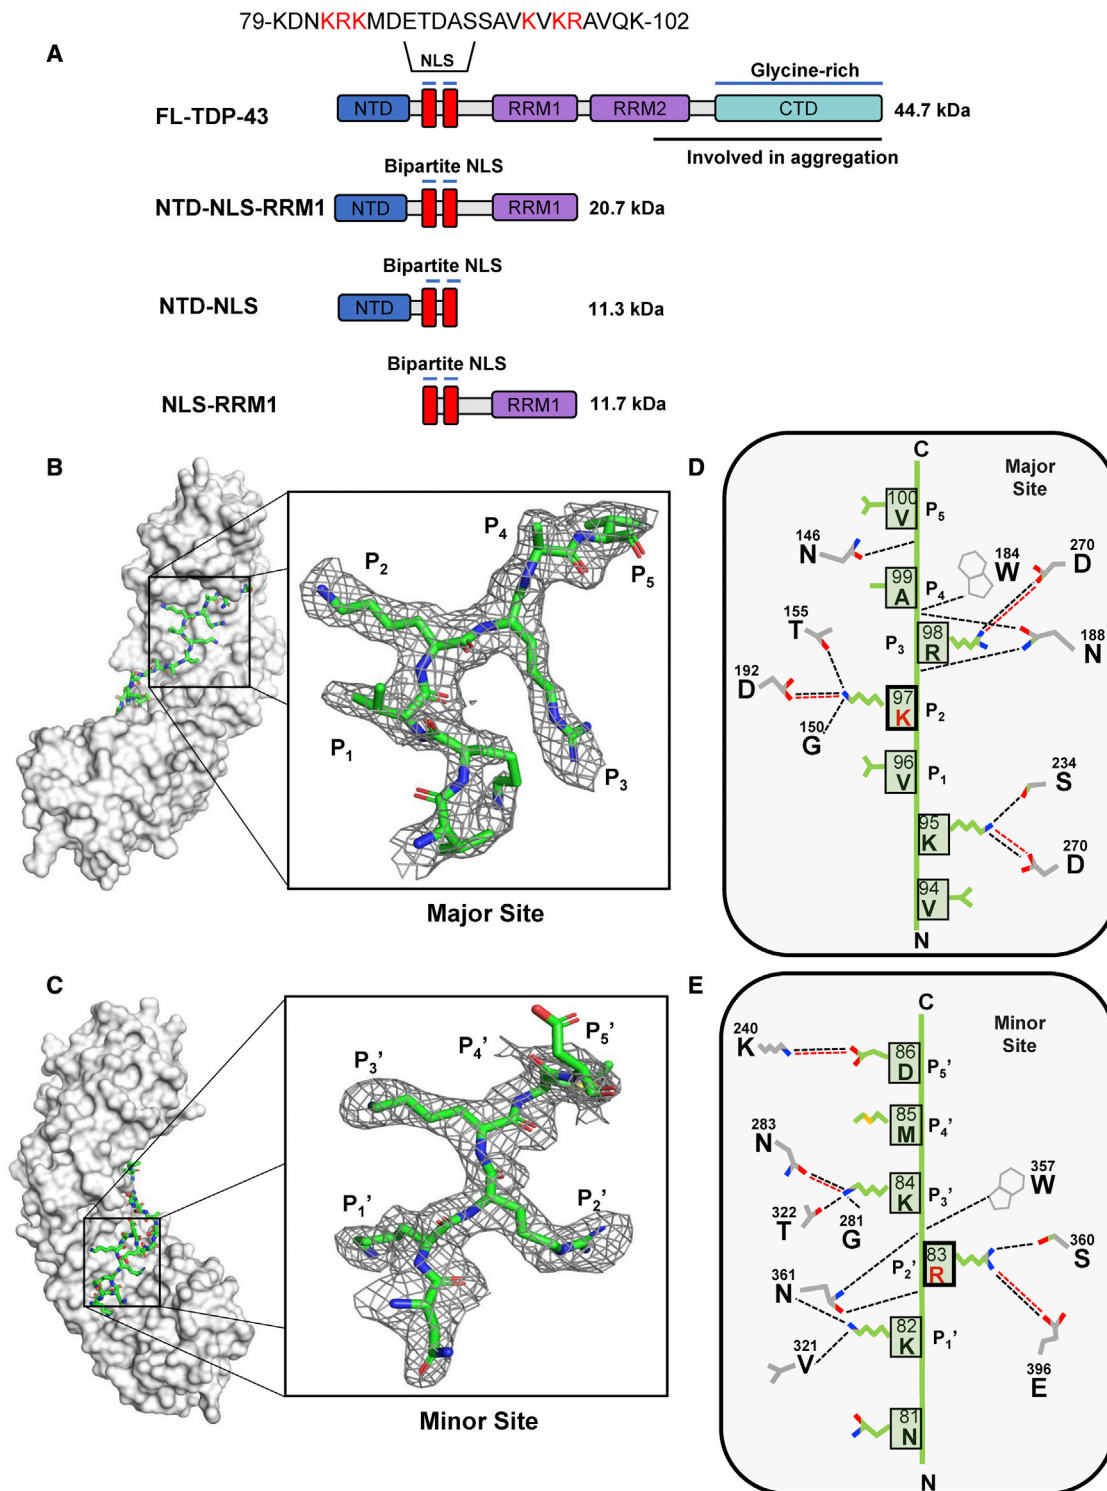 79-KDNKRKMDETDASSAVKVKRAVQK-102
A
NLS
Glycine-rich
FL-TDP-43
NTD
RRM1
RRM2
CTD
44.7 kDa
Involved in aggregation
Bipartite NLS
NTD-NLS-RRM1
NTD
RRM1
20.7 kDa
Bipartite NLS
NTD-NLS
NTD
11.3 kDa
Bipartite NLS
NLS-RRM1
RRM1
11.7 kDa
B
P2
P4
P5
P1
P3
Major Site
D
C
Major
Site
100
V
P5
146
N
184
W
270
D
99
A
P4
155
T
P3
98
R
188
N
192
D
97
K
P2
150
G
96
V
P1
234
S
95
K
270
D
94
V
N
C
P5'
P4'
P3'
P1'
P2'
Minor Site
E
C
Minor
Site
240
K
86
D
P5'
85
M
P4'
283
N
357
W
84
K
P3'
322
T
281
G
83
R
P2'
360
S
361
N
82
K
P1'
321
V
396
E
81
N
N